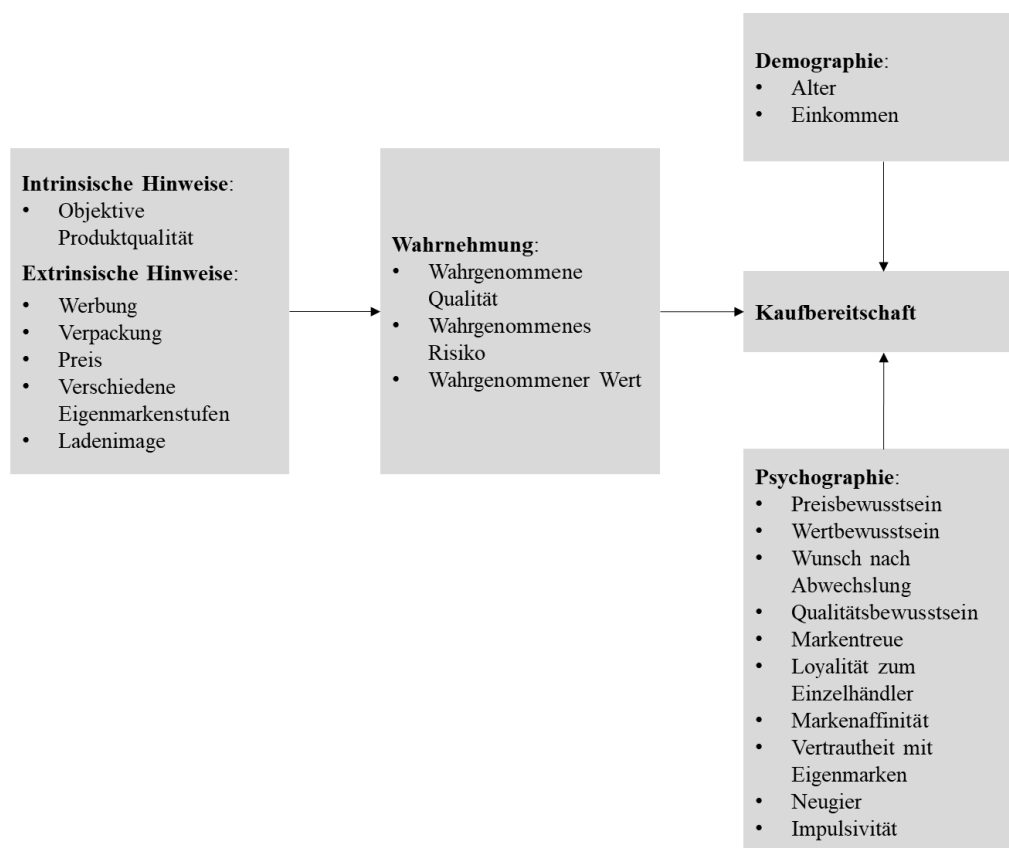 Demographie:
• Alter
• Einkommen
Intrinsische Hinweise:
• Objektive
Produktqualität
Extrinsische Hinweise:
• Werbung
• Verpackung
• Preis
• Verschiedene
Eigenmarkenstufen
• Ladenimage
Wahrnehmung:
• Wahrgenommene
Qualität
• Wahrgenommenes
Risiko
• Wahrgenommener Wert
Kaufbereitschaft
Psychographie:
• Preisbewusstsein
• Wertbewusstsein
• Wunsch nach
Abwechslung
• Qualitätsbewusstsein
• Markentreue
• Loyalität zum
Einzelhändler
• Markenaffinität
• Vertrautheit mit
Eigenmarken
• Neugier
• Impulsivität